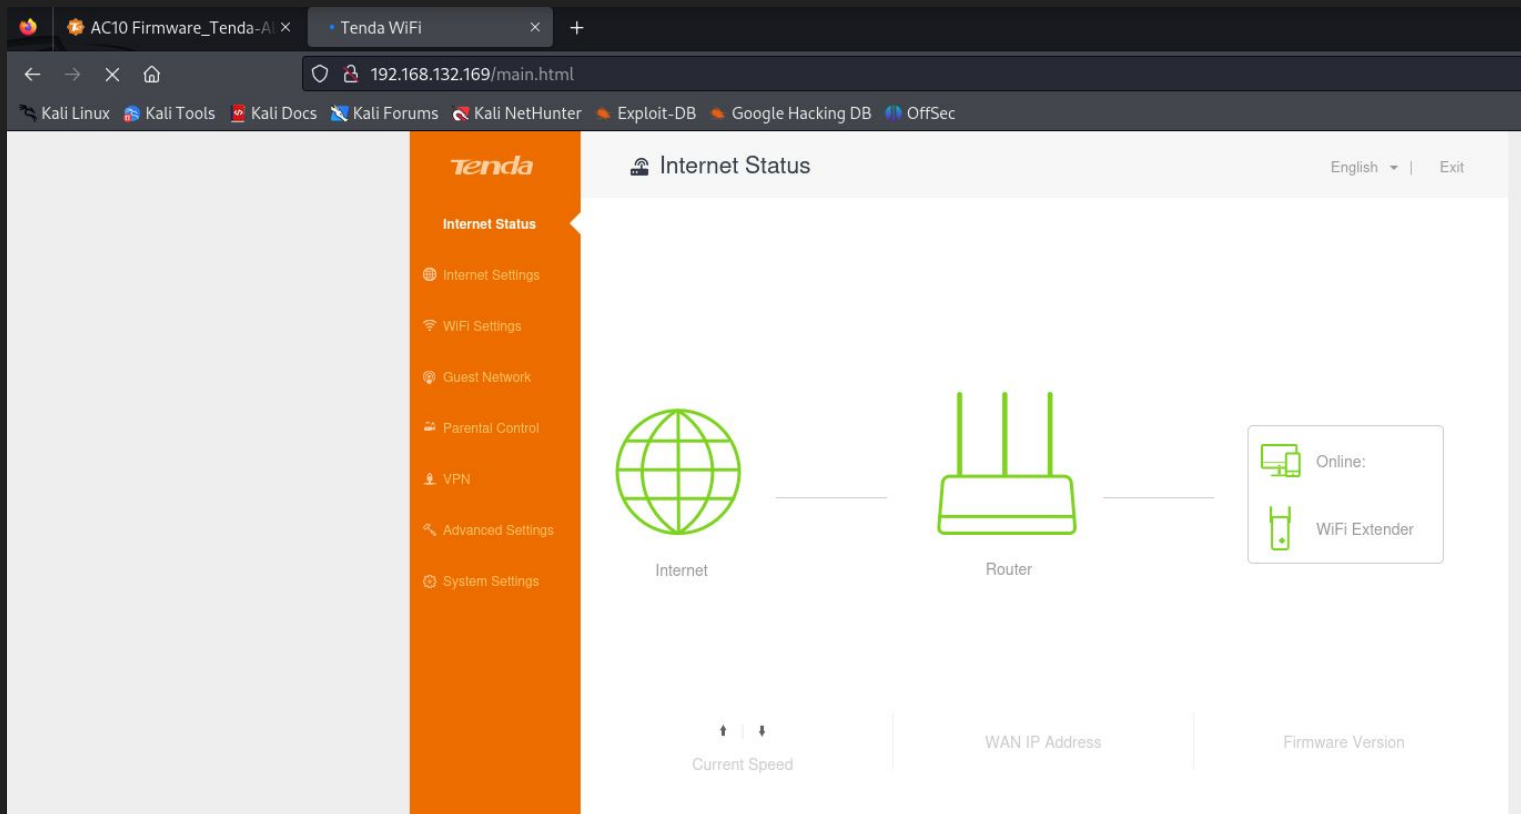 AC10 Firmware_Tenda-Al
Tenda WiFi
192.168.132.169/main.html
Kali Linux Kali Tools Kali Docs Kali Forums Kali NetHunter Exploit-DB Google Hacking DB OffSec
Tenda
Internet Status
English | Exit
Internet Status
Internet Settings
WiFi Settings
Guest Network
Parental Control
VPN
Advanced Settings
System Settings
Internet
Router
Online:
WiFi Extender
Current Speed
WAN IP Address
Firmware Version